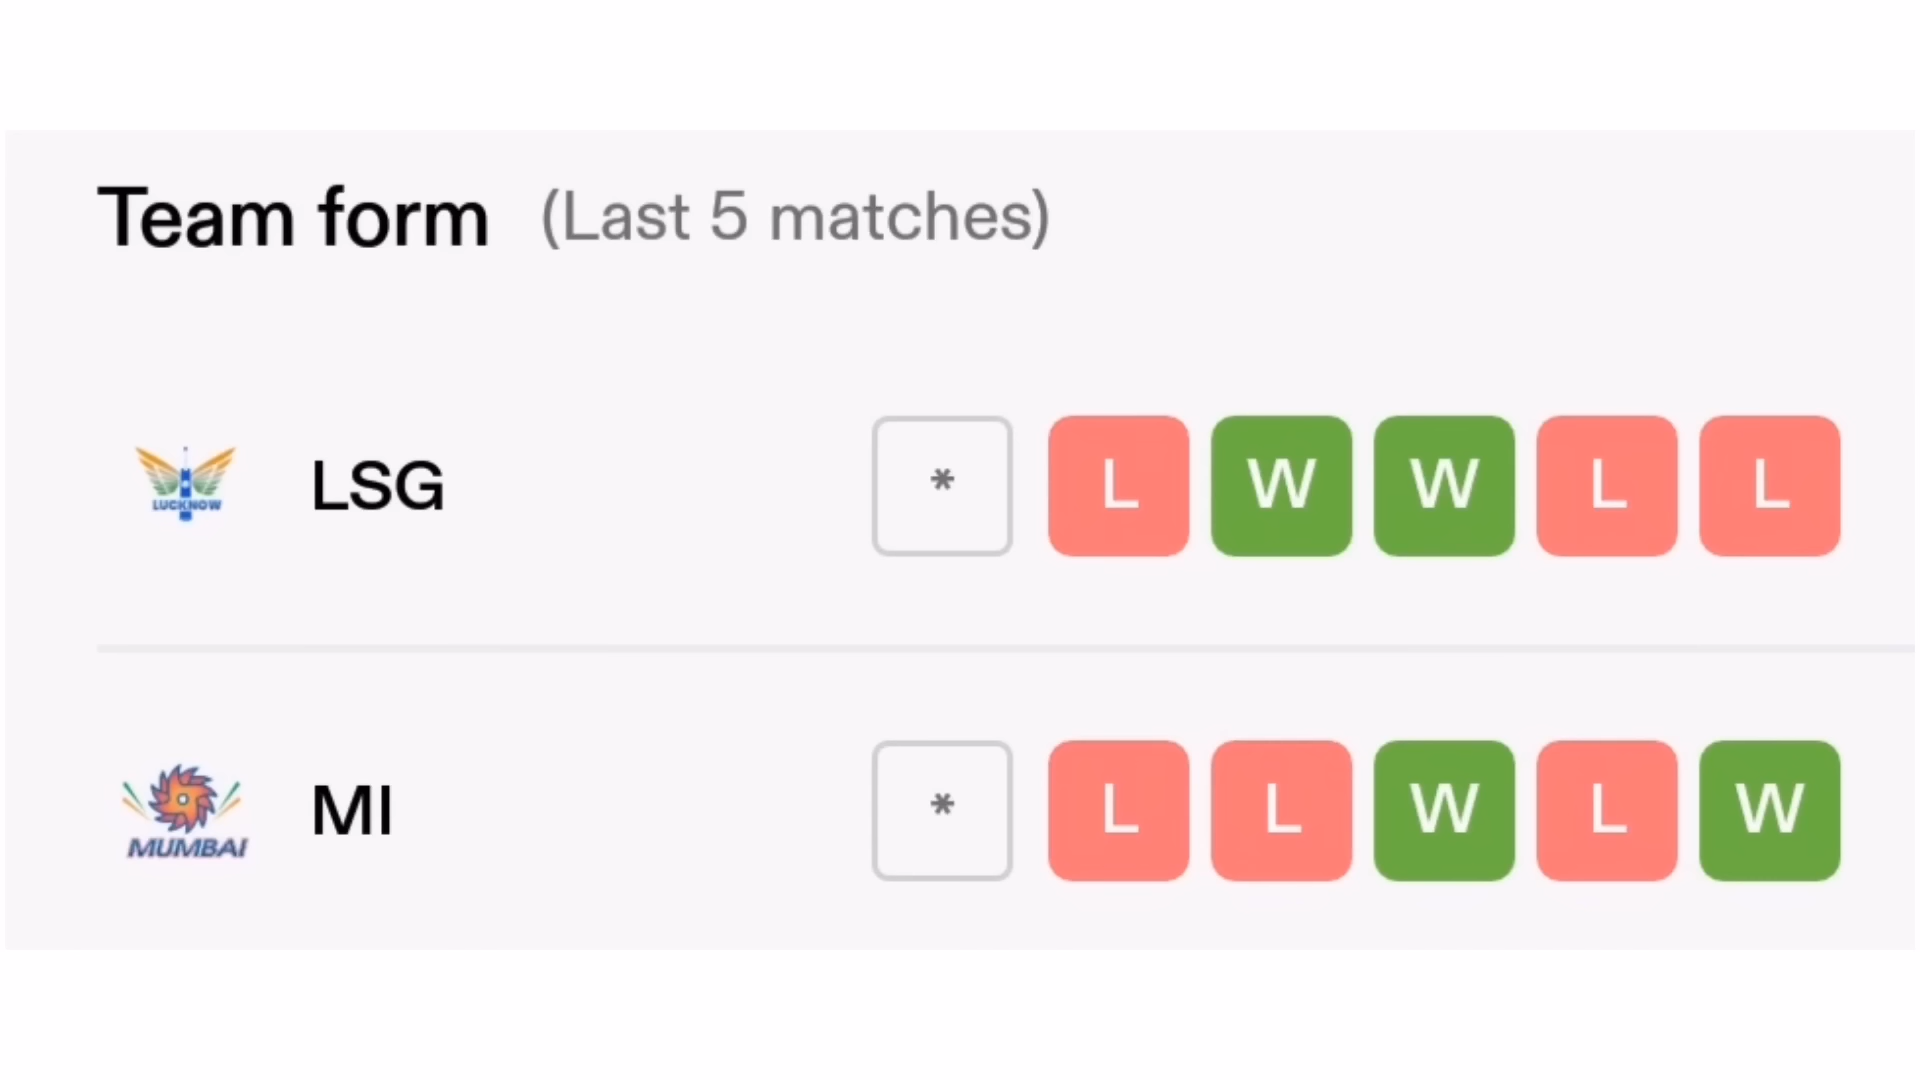 Team form (Last 5 matches)
LUCKNOW
LSG * L W W L L
MUMBAI
MI * L L W L W